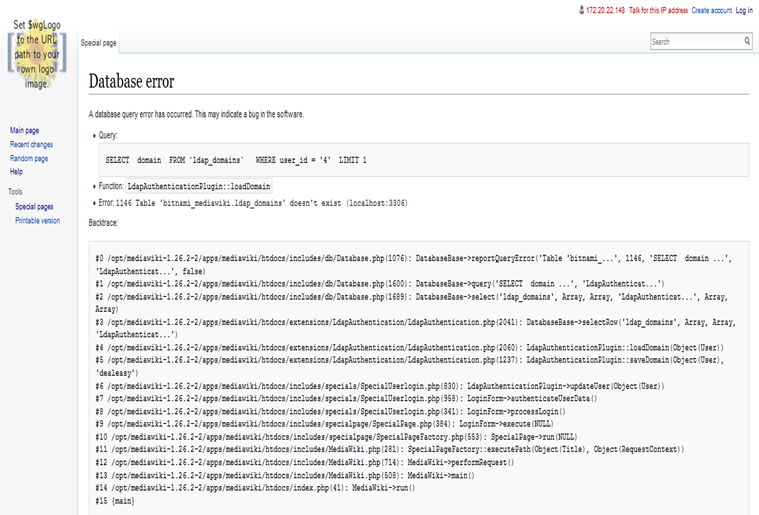 172.20.22.148 Talk for this IP address Create account Log in
Set $wgLogo
to the URL
path to your
own logo
image.
Special page
Search
Database error
A database query error has occurred. This may indicate a bug in the software.
Main page
Recent changes
Random page
Help
Tools
Special pages
Printable version
• Query:
SELECT domain FROM `ldap_domains` WHERE user_id = '4' LIMIT 1
• Function: LdapAuthenticationPlugin::loadDomain
• Error: 1146 Table 'bitnami_mediawiki.ldap_domains' doesn't exist (localhost:3306)
Backtrace:
#0 /opt/mediawiki-1.26.2-2/apps/mediawiki/htdocs/includes/db/Database.php(1076): DatabaseBase->reportQueryError('Table 'bitnami_...', 1146, 'SELECT domain ...',
'LdapAuthenticat...', false)
#1 /opt/mediawiki-1.26.2-2/apps/mediawiki/htdocs/includes/db/Database.php(1600): DatabaseBase->query('SELECT domain ...', 'LdapAuthenticat...')
#2 /opt/mediawiki-1.26.2-2/apps/mediawiki/htdocs/includes/db/Database.php(1689): DatabaseBase->select('ldap_domains', Array, Array, 'LdapAuthenticat...', Array,
Array)
#3 /opt/mediawiki-1.26.2-2/apps/mediawiki/htdocs/extensions/LdapAuthentication/LdapAuthentication.php(2041): DatabaseBase->selectRow('ldap_domains', Array, Array,
'LdapAuthenticat...')
#4 /opt/mediawiki-1.26.2-2/apps/mediawiki/htdocs/extensions/LdapAuthentication/LdapAuthentication.php(2060): LdapAuthenticationPlugin::loadDomain(Object(User))
#5 /opt/mediawiki-1.26.2-2/apps/mediawiki/htdocs/extensions/LdapAuthentication/LdapAuthentication.php(1237): LdapAuthenticationPlugin::saveDomain(Object(User),
'dealeasy')
#6 /opt/mediawiki-1.26.2-2/apps/mediawiki/htdocs/includes/specials/SpecialUserlogin.php(830): LdapAuthenticationPlugin->updateUser(Object(User))
#7 /opt/mediawiki-1.26.2-2/apps/mediawiki/htdocs/includes/specials/SpecialUserlogin.php(958): LoginForm->authenticateUserData()
#8 /opt/mediawiki-1.26.2-2/apps/mediawiki/htdocs/includes/specials/SpecialUserlogin.php(341): LoginForm->processLogin()
#9 /opt/mediawiki-1.26.2-2/apps/mediawiki/htdocs/includes/specialpage/SpecialPage.php(384): LoginForm->execute(NULL)
#10 /opt/mediawiki-1.26.2-2/apps/mediawiki/htdocs/includes/specialpage/SpecialPageFactory.php(553): SpecialPage->run(NULL)
#11 /opt/mediawiki-1.26.2-2/apps/mediawiki/htdocs/includes/MediaWiki.php(281): SpecialPageFactory::executePath(Object(Title), Object(RequestContext))
#12 /opt/mediawiki-1.26.2-2/apps/mediawiki/htdocs/includes/MediaWiki.php(714): MediaWiki->performRequest()
#13 /opt/mediawiki-1.26.2-2/apps/mediawiki/htdocs/includes/MediaWiki.php(508): MediaWiki->main()
#14 /opt/mediawiki-1.26.2-2/apps/mediawiki/htdocs/index.php(41): MediaWiki->run()
#15 {main}